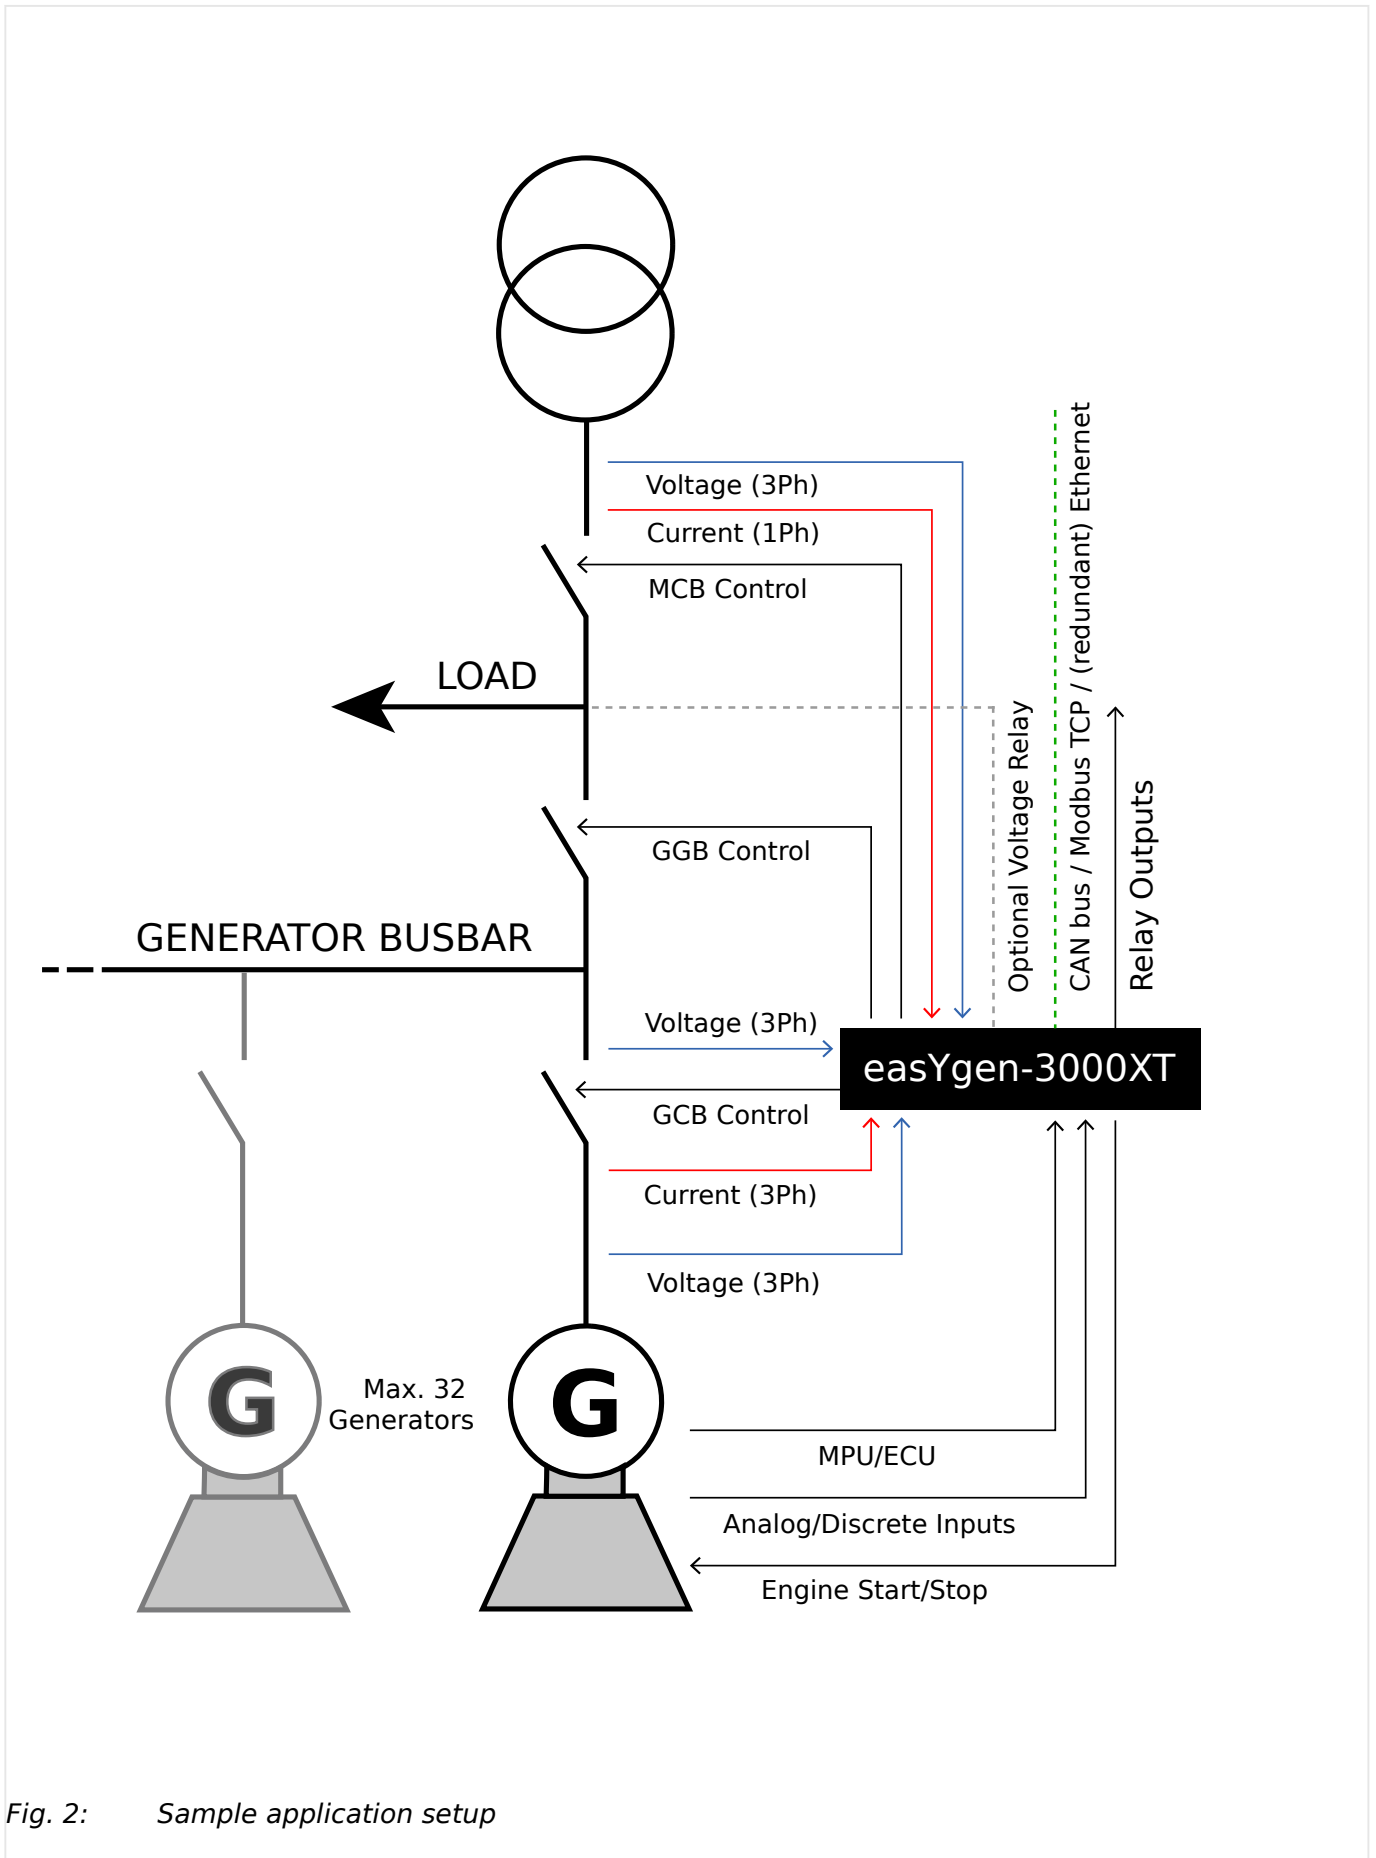 Voltage (3Ph)
Current (1Ph)
MCB Control
LOAD
GGB Control
Optional Voltage Relay
CAN bus / Modbus TCP / (redundant) Ethernet
Relay Outputs
GENERATOR BUSBAR
Voltage (3Ph)
easYgen-3000XT
GCB Control
Current (3Ph)
Voltage (3Ph)
G
Max. 32
Generators
G
MPU/ECU
Analog/Discrete Inputs
Engine Start/Stop
Fig. 2: Sample application setup